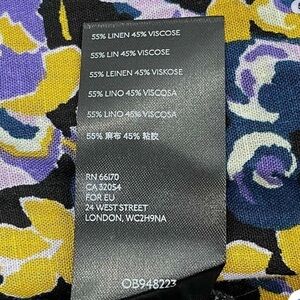 55% LINEN 45% VISCOSE
55% LIN 45% VISCOSE
55% LEINEN 45% VISKOSE
55% LINO 45% VISCOSA
55% LINO 45% VISCOSA
55% 麻布 45% 粘胶
RN 66170
CA 32054
FOR EU
24 WEST STREET
LONDON, WC2H9NA
OB948223